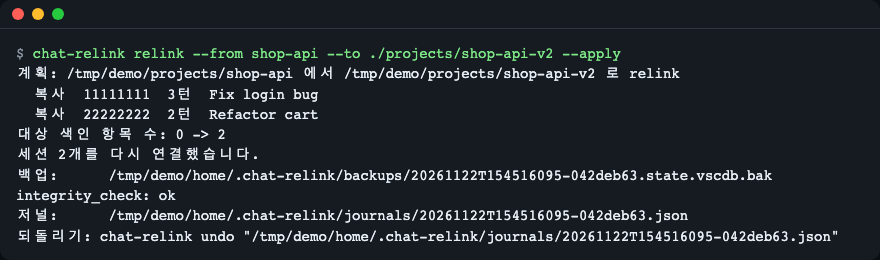 $ chat-relink relink --from shop-api --to ./projects/shop-api-v2 --apply
계획: /tmp/demo/projects/shop-api 에서 /tmp/demo/projects/shop-api-v2 로 relink
  복사  11111111  3턴  Fix login bug
  복사  22222222  2턴  Refactor cart
대상 색인 항목 수: 0 -> 2
세션 2개를 다시 연결했습니다.
백업:      /tmp/demo/home/.chat-relink/backups/20261122T154516095-042deb63.state.vscdb.bak
integrity_check: ok
저널:      /tmp/demo/home/.chat-relink/journals/20261122T154516095-042deb63.json
되돌리기: chat-relink undo "/tmp/demo/home/.chat-relink/journals/20261122T154516095-042deb63.json"